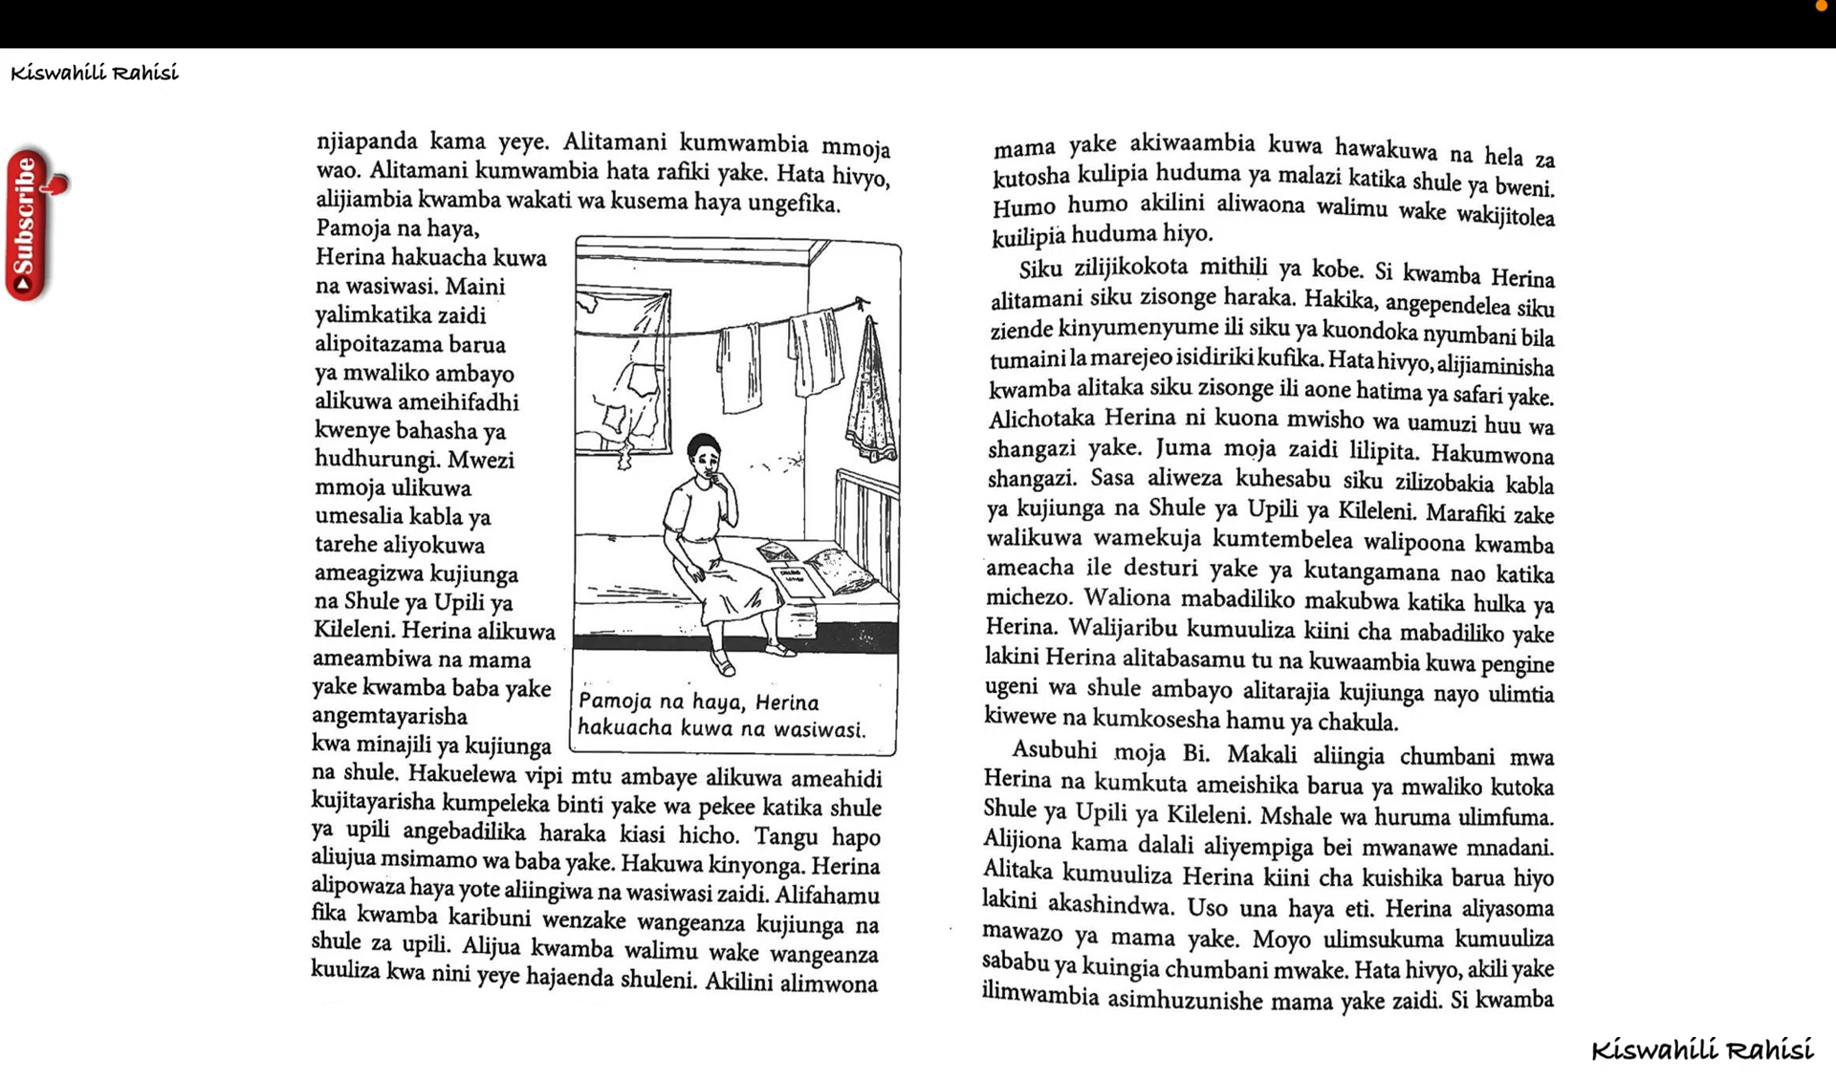 Kiswahili Rahisi
Subscribe
njiapanda kama yeye. Alitamani kumwambia mmoja
wao. Alitamani kumwambia hata rafiki yake. Hata hivyo,
alijiambia kwamba wakati wa kusema haya ungefika.
Pamoja na haya,
Herina hakuacha kuwa
na wasiwasi. Maini
yalimkatika zaidi
alipoitazama barua
ya mwaliko ambayo
alikuwa ameihifadhi
kwenye bahasha ya
hudhurungi. Mwezi
mmoja ulikuwa
umesalia kabla ya
tarehe aliyokuwa
ameagizwa kujiunga
na Shule ya Upili ya
Kileleni. Herina alikuwa
ameambiwa na mama
yake kwamba baba yake
angemtayarisha
kwa minajili ya kujiunga
na shule. Hakuelewa vipi mtu ambaye alikuwa ameahidi
kujitayarisha kumpeleka binti yake wa pekee katika shule
ya upili angebadilika haraka kiasi hicho. Tangu hapo
aliujua msimamo wa baba yake. Hakuwa kinyonga. Herina
alipowaza haya yote aliingiwa na wasiwasi zaidi. Alifahamu
fika kwamba karibuni wenzake wangeanza kujiunga na
shule za upili. Alijua kwamba walimu wake wangeanza
kuuliza kwa nini yeye hajaenda shuleni. Akilini alimwona
Pamoja na haya, Herina
hakuacha kuwa na wasiwasi.
mama yake akiwaambia kuwa hawakuwa na hela za
kutosha kulipia huduma ya malazi katika shule ya bweni.
Humo humo akilini aliwaona walimu wake wakijitolea
kuilipia huduma hiyo.
Siku zilijikokota mithili ya kobe. Si kwamba Herina
alitamani siku zisonge haraka. Hakika, angependelea siku
ziende kinyumenyume ili siku ya kuondoka nyumbani bila
tumaini la marejeo isidiriki kufika. Hata hivyo, alijiaminisha
kwamba alitaka siku zisonge ili aone hatima ya safari yake.
Alichotaka Herina ni kuona mwisho wa uamuzi huu wa
shangazi yake. Juma moja zaidi lilipita. Hakumwona
shangazi. Sasa aliweza kuhesabu siku zilizobakia kabla
ya kujiunga na Shule ya Upili ya Kileleni. Marafiki zake
walikuwa wamekuja kumtembelea walipoona kwamba
ameacha ile desturi yake ya kutangamana nao katika
michezo. Waliona mabadiliko makubwa katika hulka ya
Herina. Walijaribu kumuuliza kiini cha mabadiliko yake
lakini Herina alitabasamu tu na kuwaambia kuwa pengine
ugeni wa shule ambayo alitarajia kujiunga nayo ulimtia
kiwewe na kumkosesha hamu ya chakula.
Asubuhi moja Bi. Makali aliingia chumbani mwa
Herina na kumkuta ameishika barua ya mwaliko kutoka
Shule ya Upili ya Kileleni. Mshale wa huruma ulimfuma.
Alijiona kama dalali aliyempiga bei mwanawe mnadani.
Alitaka kumuuliza Herina kiini cha kuishika barua hiyo
lakini akashindwa. Uso una haya eti. Herina aliyasoma
mawazo ya mama yake. Moyo ulimsukuma kumuuliza
sababu ya kuingia chumbani mwake. Hata hivyo, akili yake
ilimwambia asimhuzunishe mama yake zaidi. Si kwamba
Kiswahili Rahisi